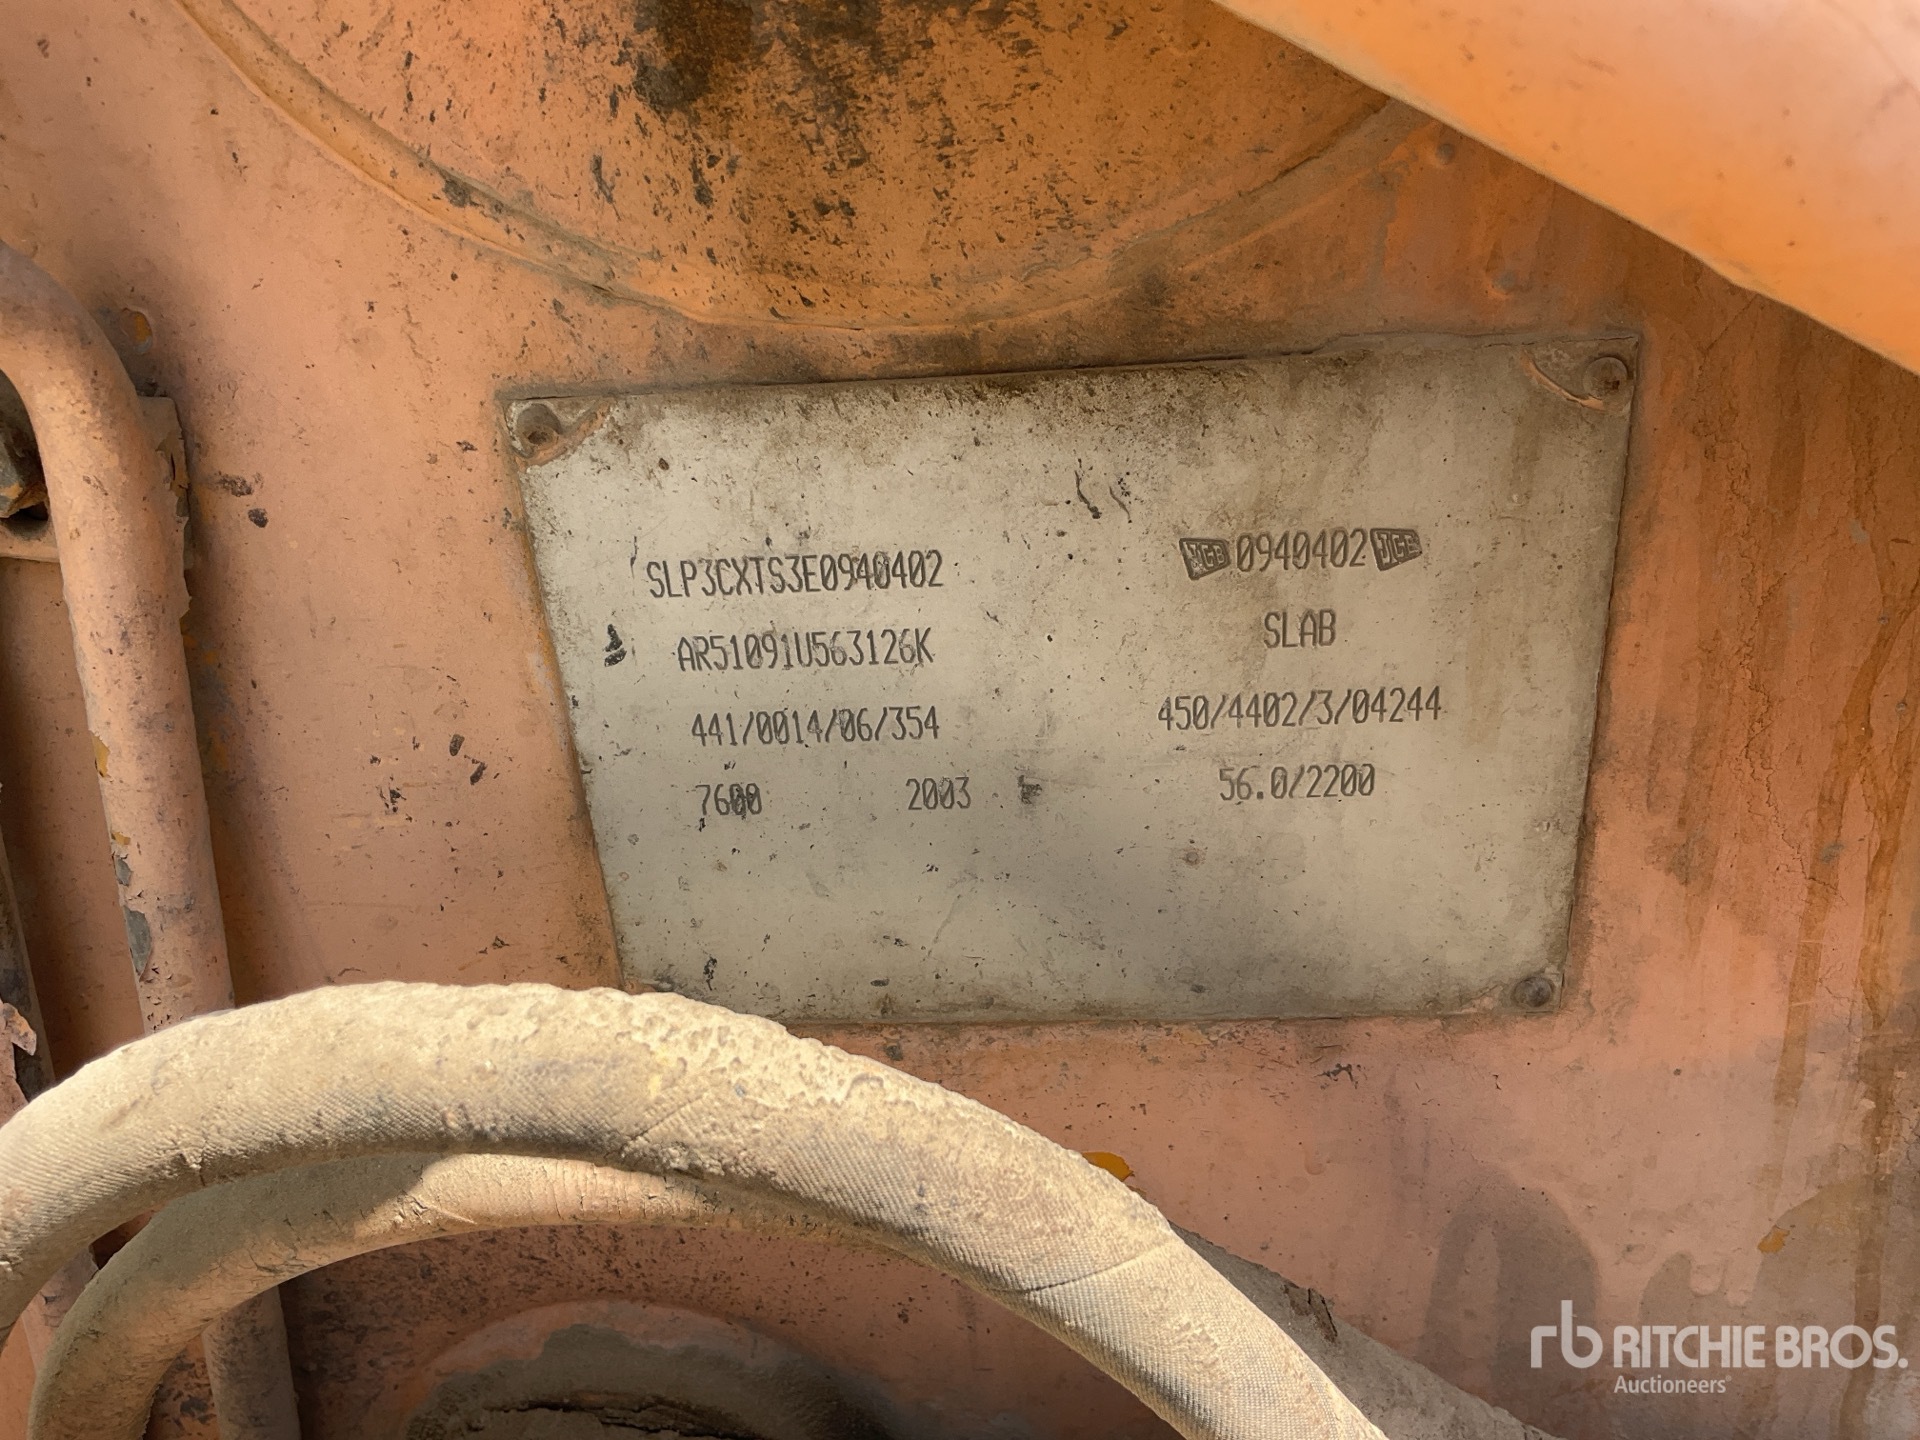 SLP3CXTS3E0940402
JCB 0940402 JCB
AR51091U563126K
SLAB
441/0014/06/354
450/4402/3/04244
7600 2003
56.0/2200
rb RITCHIE BROS.
Auctioneers